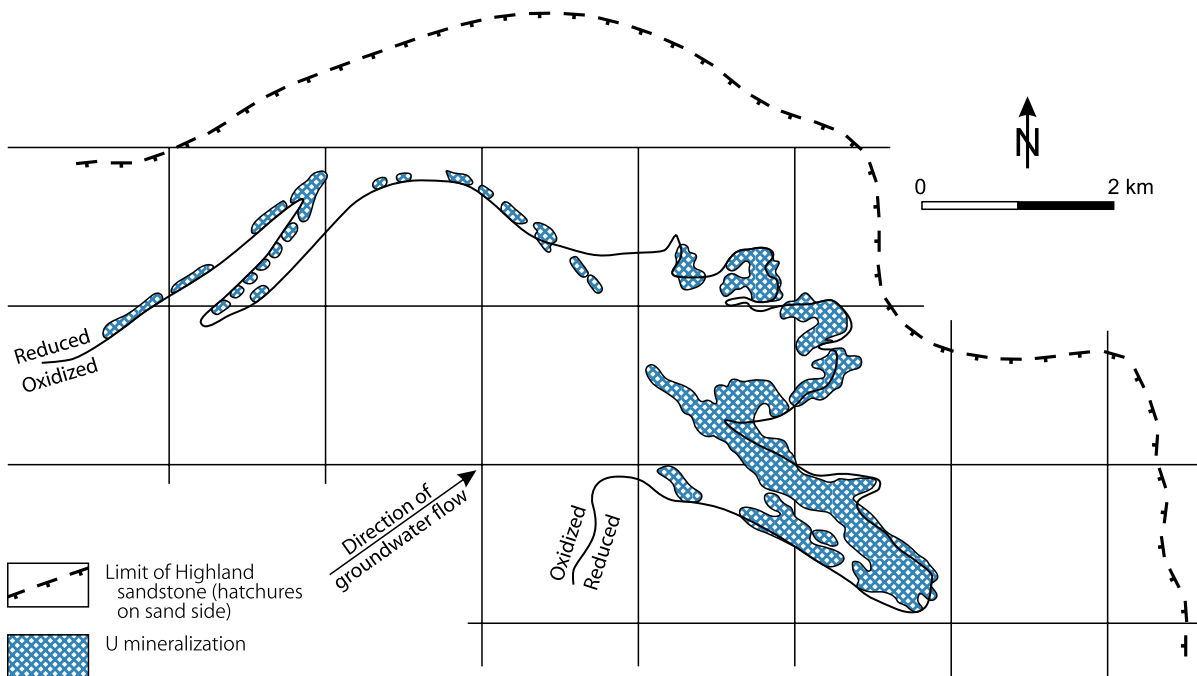 N
0 2 km
Reduced
Oxidized
Direction of
groundwater flow
Oxidized
Reduced
Limit of Highland
sandstone (hatchures
on sand side)
U mineralization